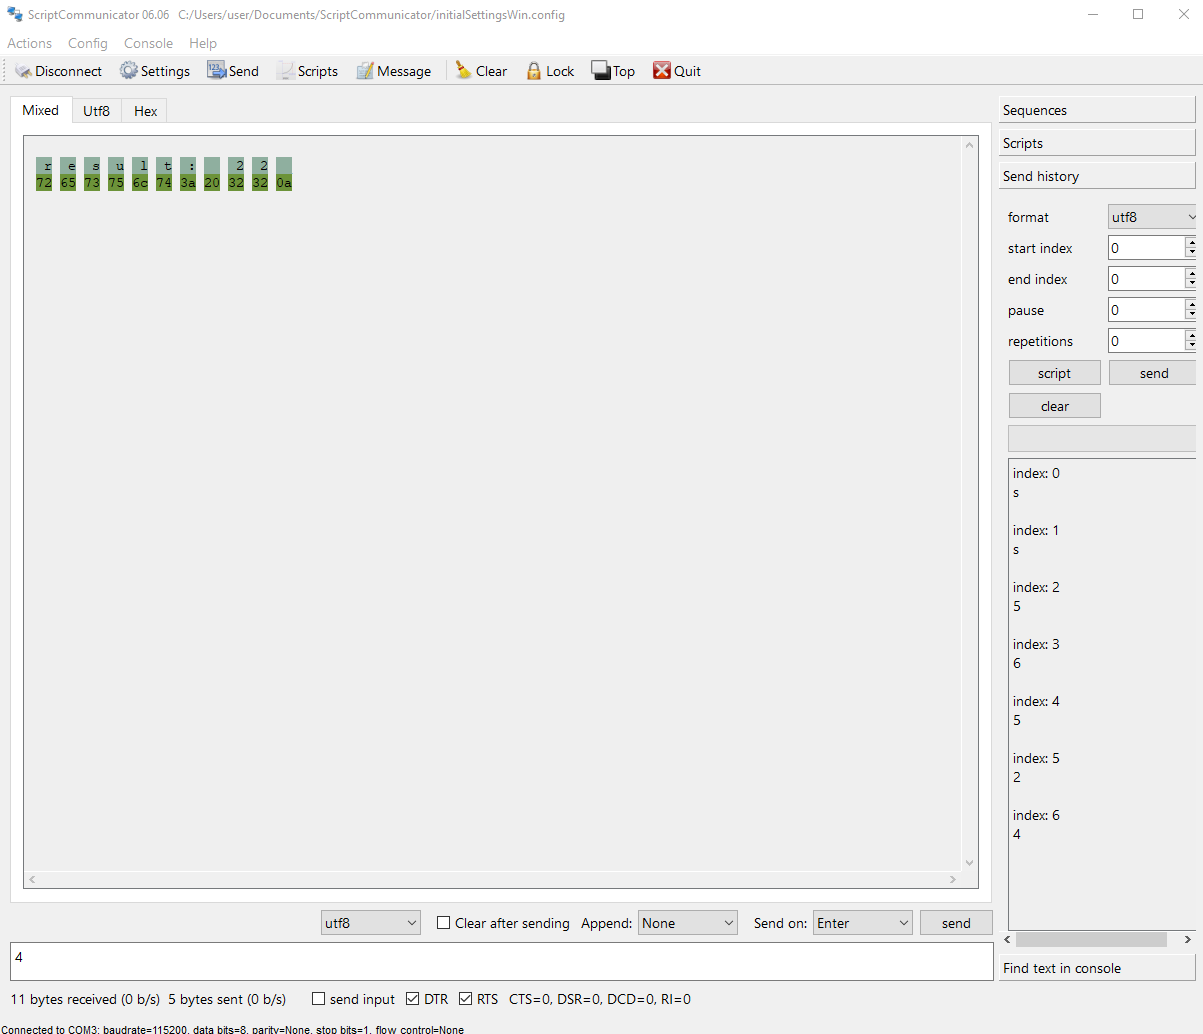 ScriptCommunicator 06.06   C:/Users/user/Documents/ScriptCommunicator/initialSettingsWin.config
Actions Config Console Help
Disconnect Settings Send Scripts Message Clear Lock Top Quit
Mixed Utf8 Hex
r e s u l t : 2 2
72 65 73 75 6c 74 3a 20 32 32 0a
Sequences
Scripts
Send history
format utf8
start index 0
end index 0
pause 0
repetitions 0
script send
clear
index: 0
s
index: 1
s
index: 2
5
index: 3
6
index: 4
5
index: 5
2
index: 6
4
utf8 Clear after sending Append: None Send on: Enter send
4
Find text in console
11 bytes received (0 b/s) 5 bytes sent (0 b/s) send input DTR RTS CTS=0, DSR=0, DCD=0, RI=0
Connected to COM3: baudrate=115200, data bits=8, parity=None, stop bits=1, flow control=None